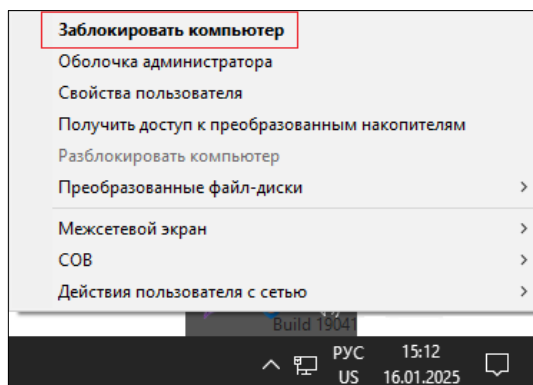 Заблокировать компьютер
Оболочка администратора
Свойства пользователя
Получить доступ к преобразованным накопителям
Разблокировать компьютер
Преобразованные файл-диски
Межсетевой экран
СОВ
Действия пользователя с сетью
Build 19041
РУС 15:12
US 16.01.2025